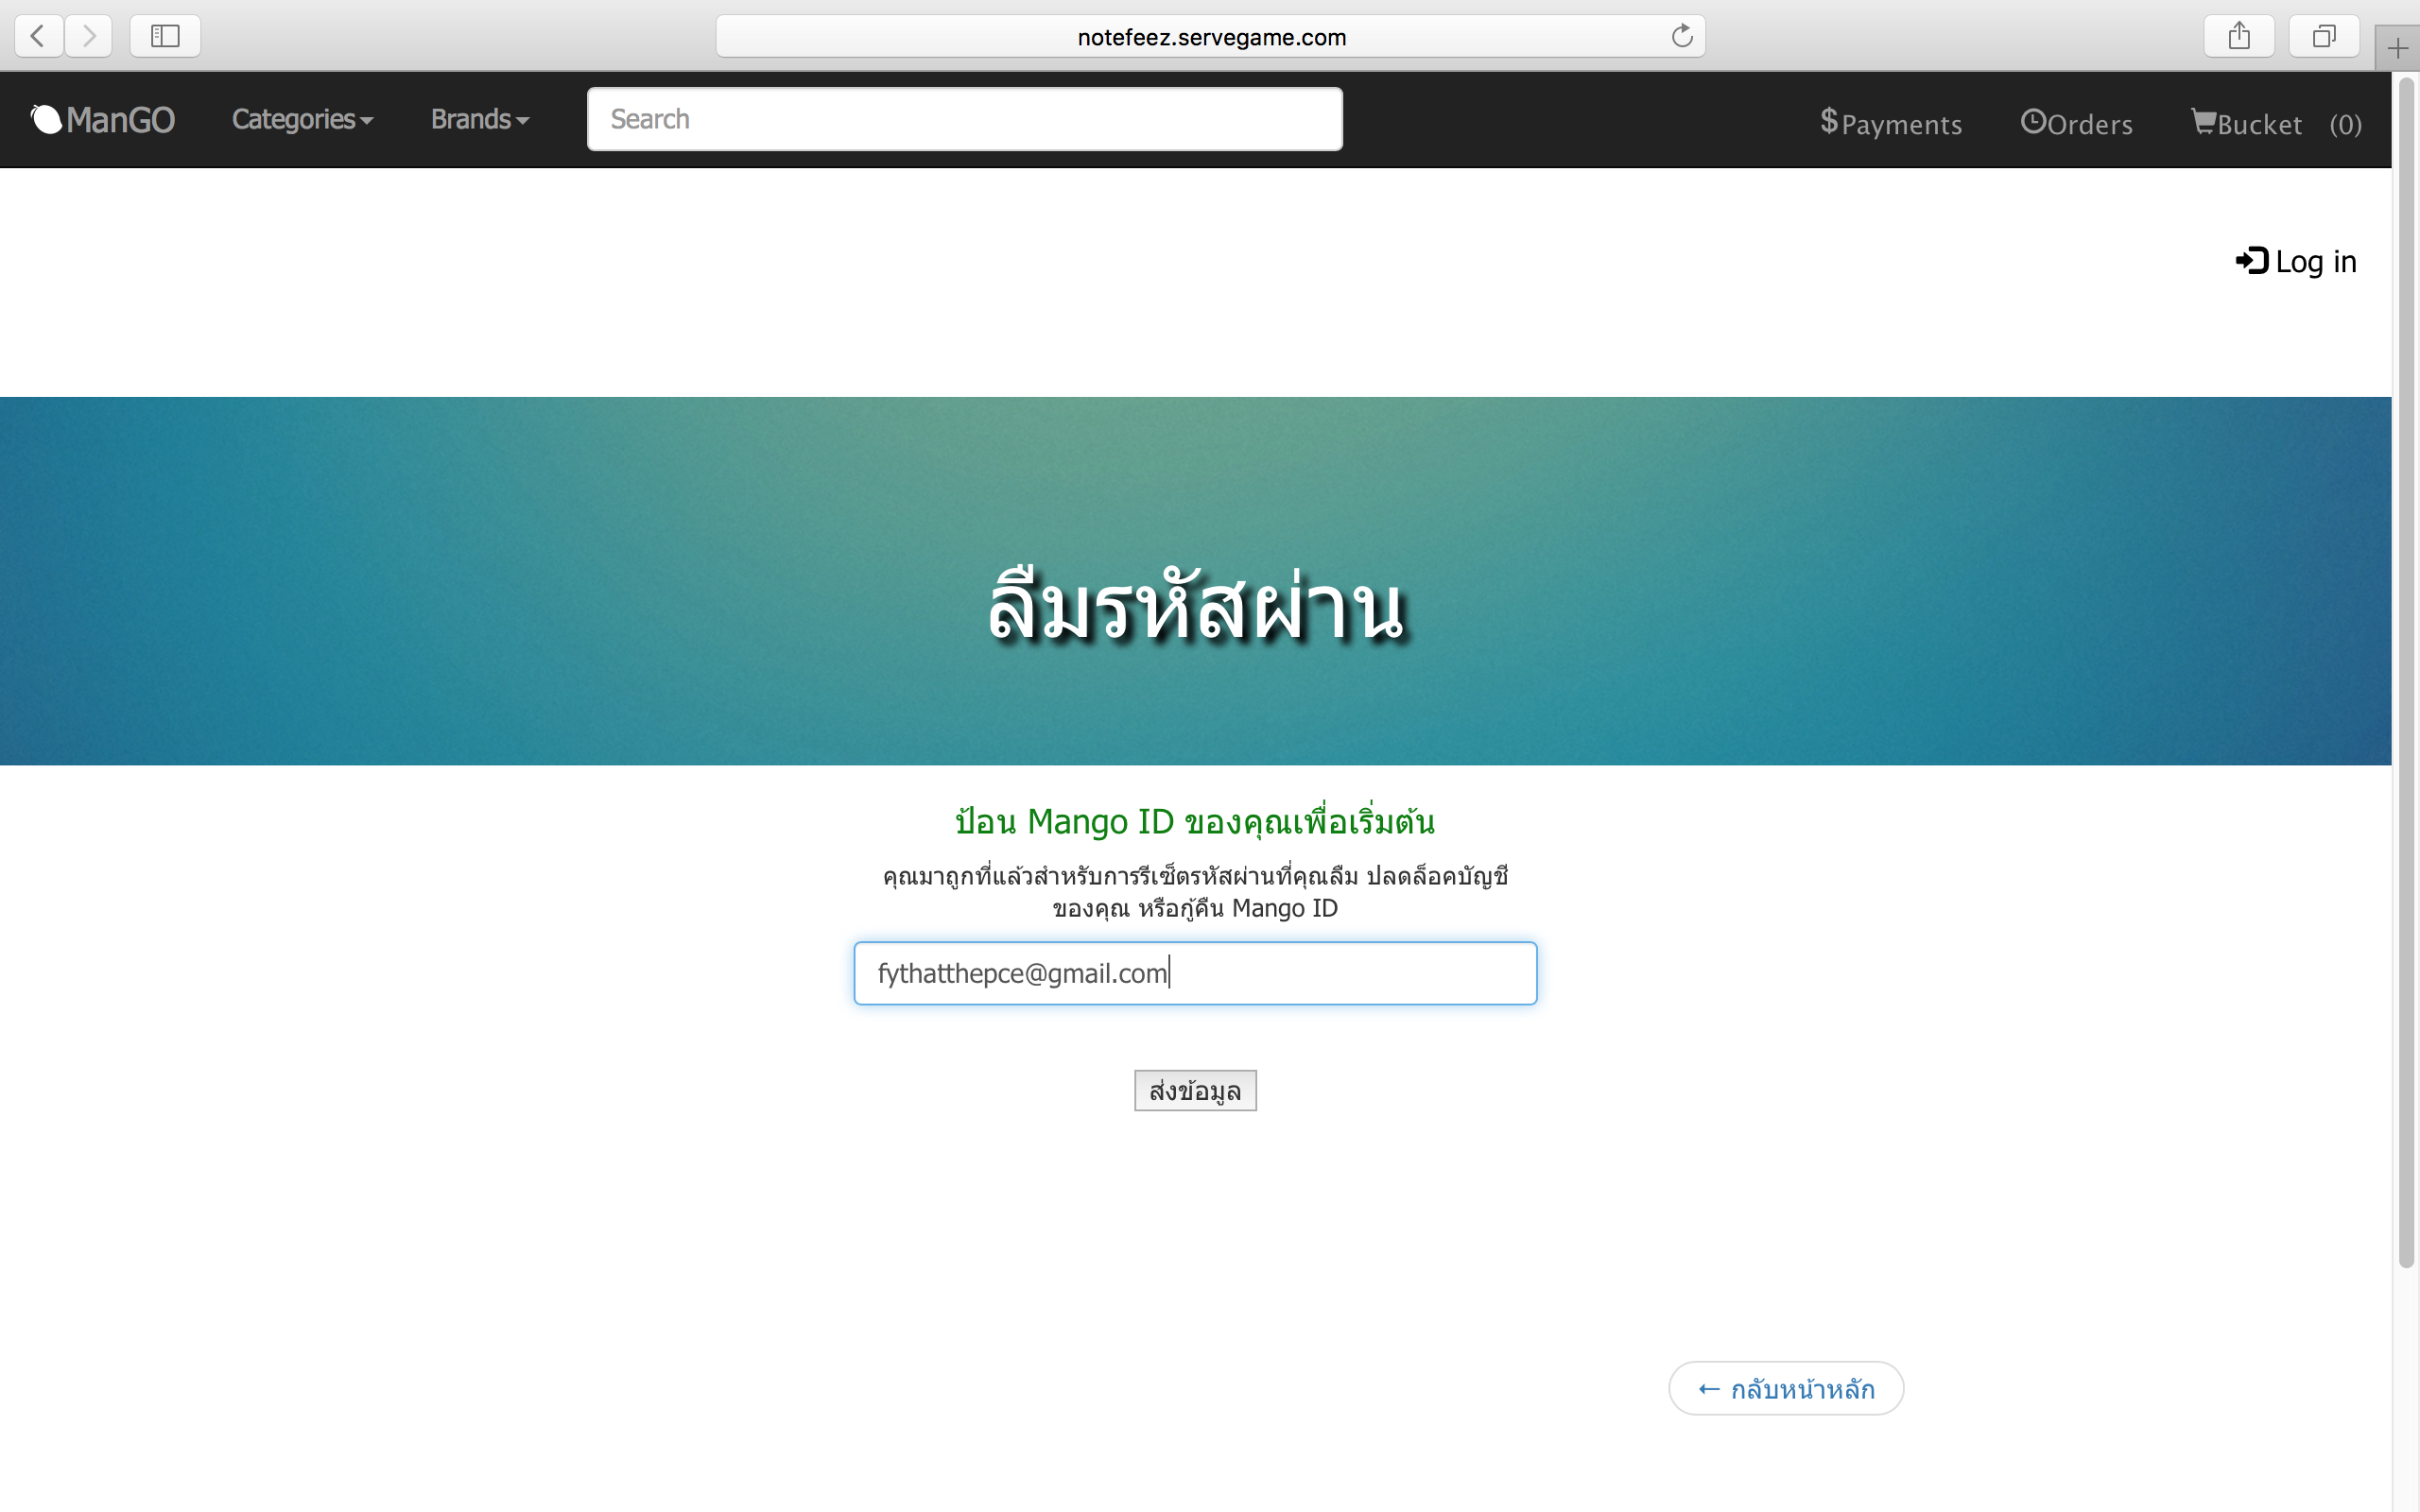 notefeez.servegame.com
ManGO Categories Brands Search $Payments Orders Bucket (0)
Log in
ลืมรหัสผ่าน
ป้อน Mango ID ของคุณเพื่อเริ่มต้น
คุณมาถูกที่แล้วสำหรับการรีเซ็ตรหัสผ่านที่คุณลืม ปลดล็อคบัญชี
ของคุณ หรือกู้คืน Mango ID
fythatthepce@gmail.com
ส่งข้อมูล
← กลับหน้าหลัก